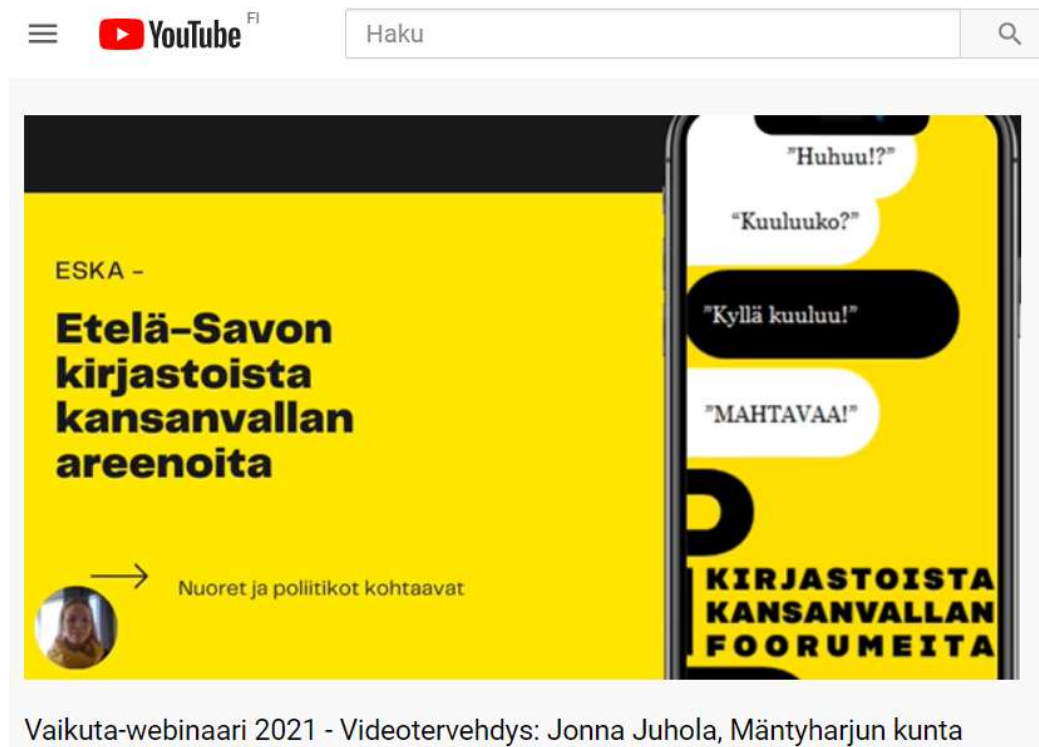 YouTube FI
Haku
"Huhuu!?"
"Kuuluuko?"
"Kyllä kuuluu!"
"MAHTAVAA!"
KIRJASTOISTA
KANSANVALLAN
FOORUMEITA
ESKA –
Etelä-Savon
kirjastoista
kansanvallan
areenoita
Nuoret ja poliitikot kohtaavat
Vaikuta-webinaari 2021 - Videotervehdys: Jonna Juhola, Mäntyharjun kunta